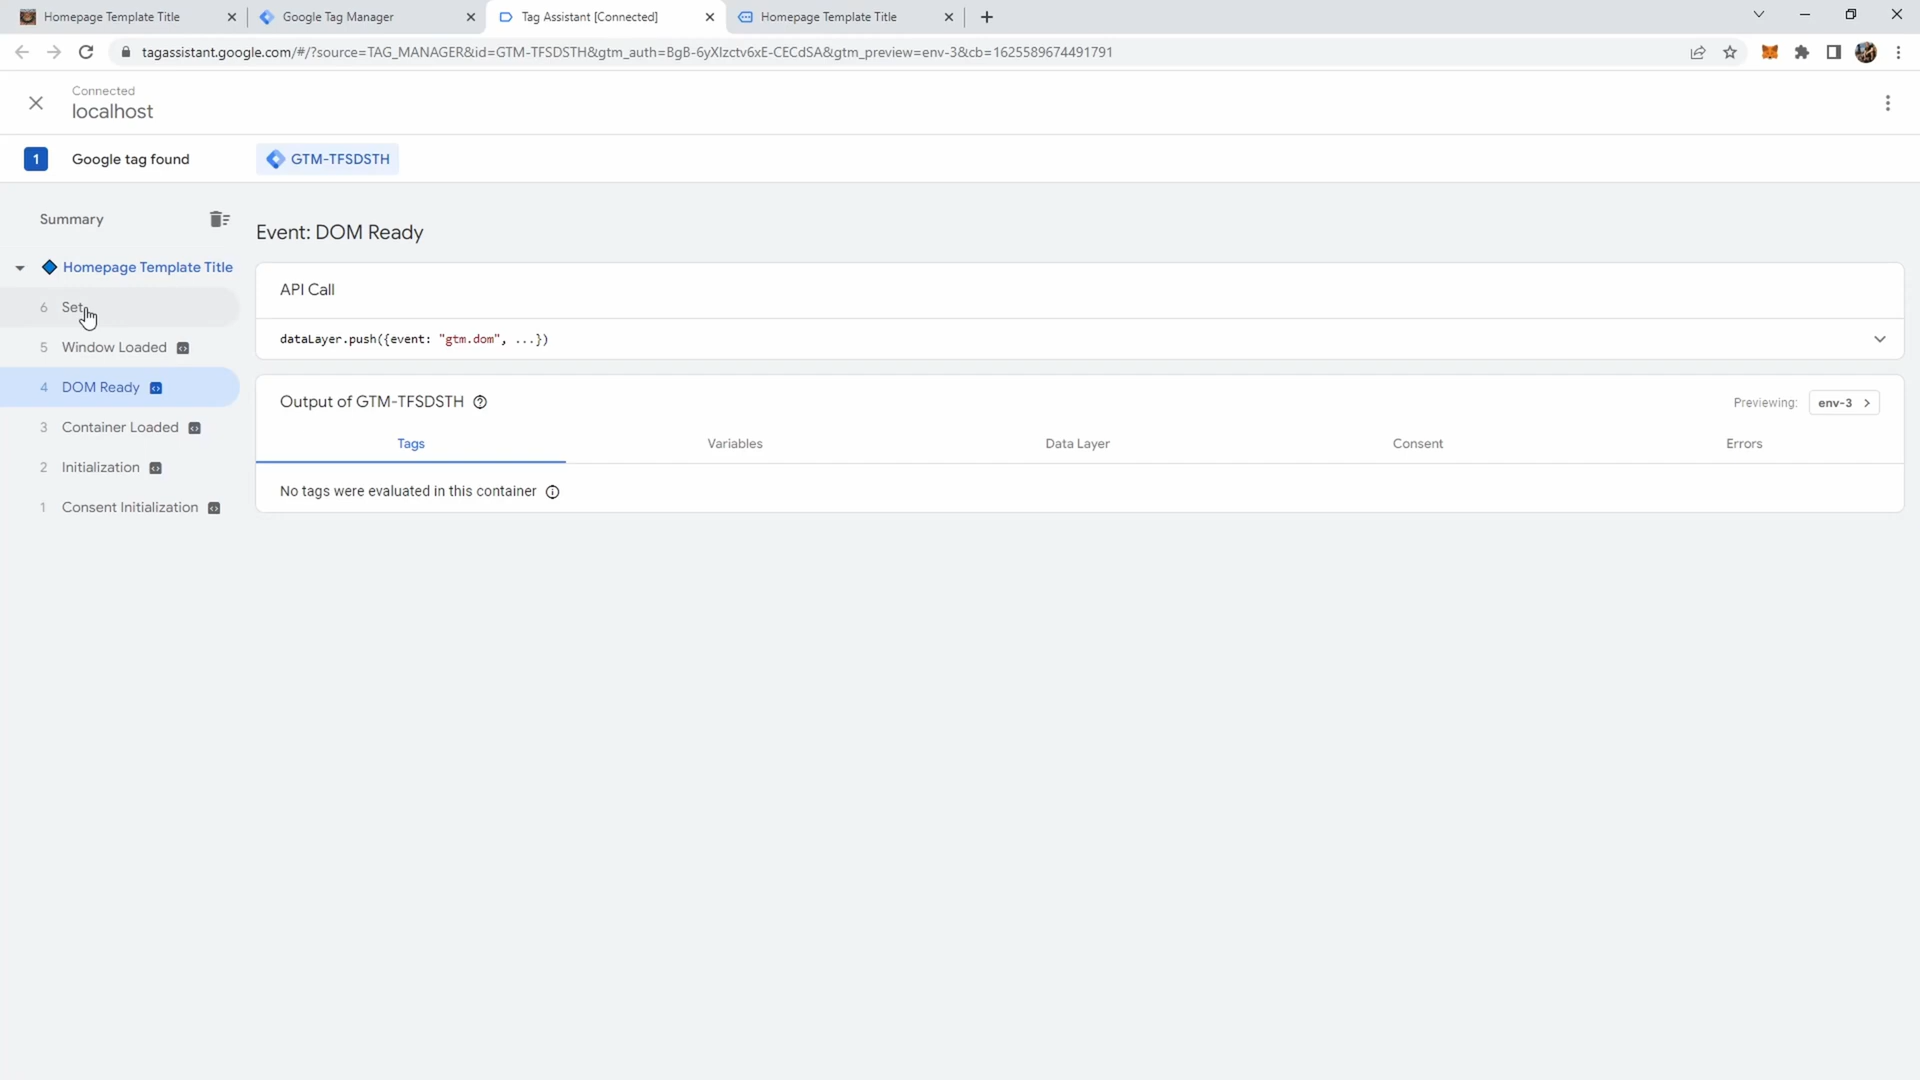 Homepage Template Title
Google Tag Manager
Tag Assistant [Connected]
Homepage Template Title
tagassistant.google.com/#/?source=TAG_MANAGER&id=GTM-TFSDSTH&gtm_auth=BgB-6yXIzctv6xE-CECdSA&gtm_preview=env-3&cb=1625589674491791
Connected
localhost
1 Google tag found GTM-TFSDSTH
Summary
Homepage Template Title
6 Set
5 Window Loaded
4 DOM Ready
3 Container Loaded
2 Initialization
1 Consent Initialization
Event: DOM Ready
API Call
dataLayer.push({event: "gtm.dom", ...})
Output of GTM-TFSDSTH
Previewing: env-3
Tags Variables Data Layer Consent Errors
No tags were evaluated in this container